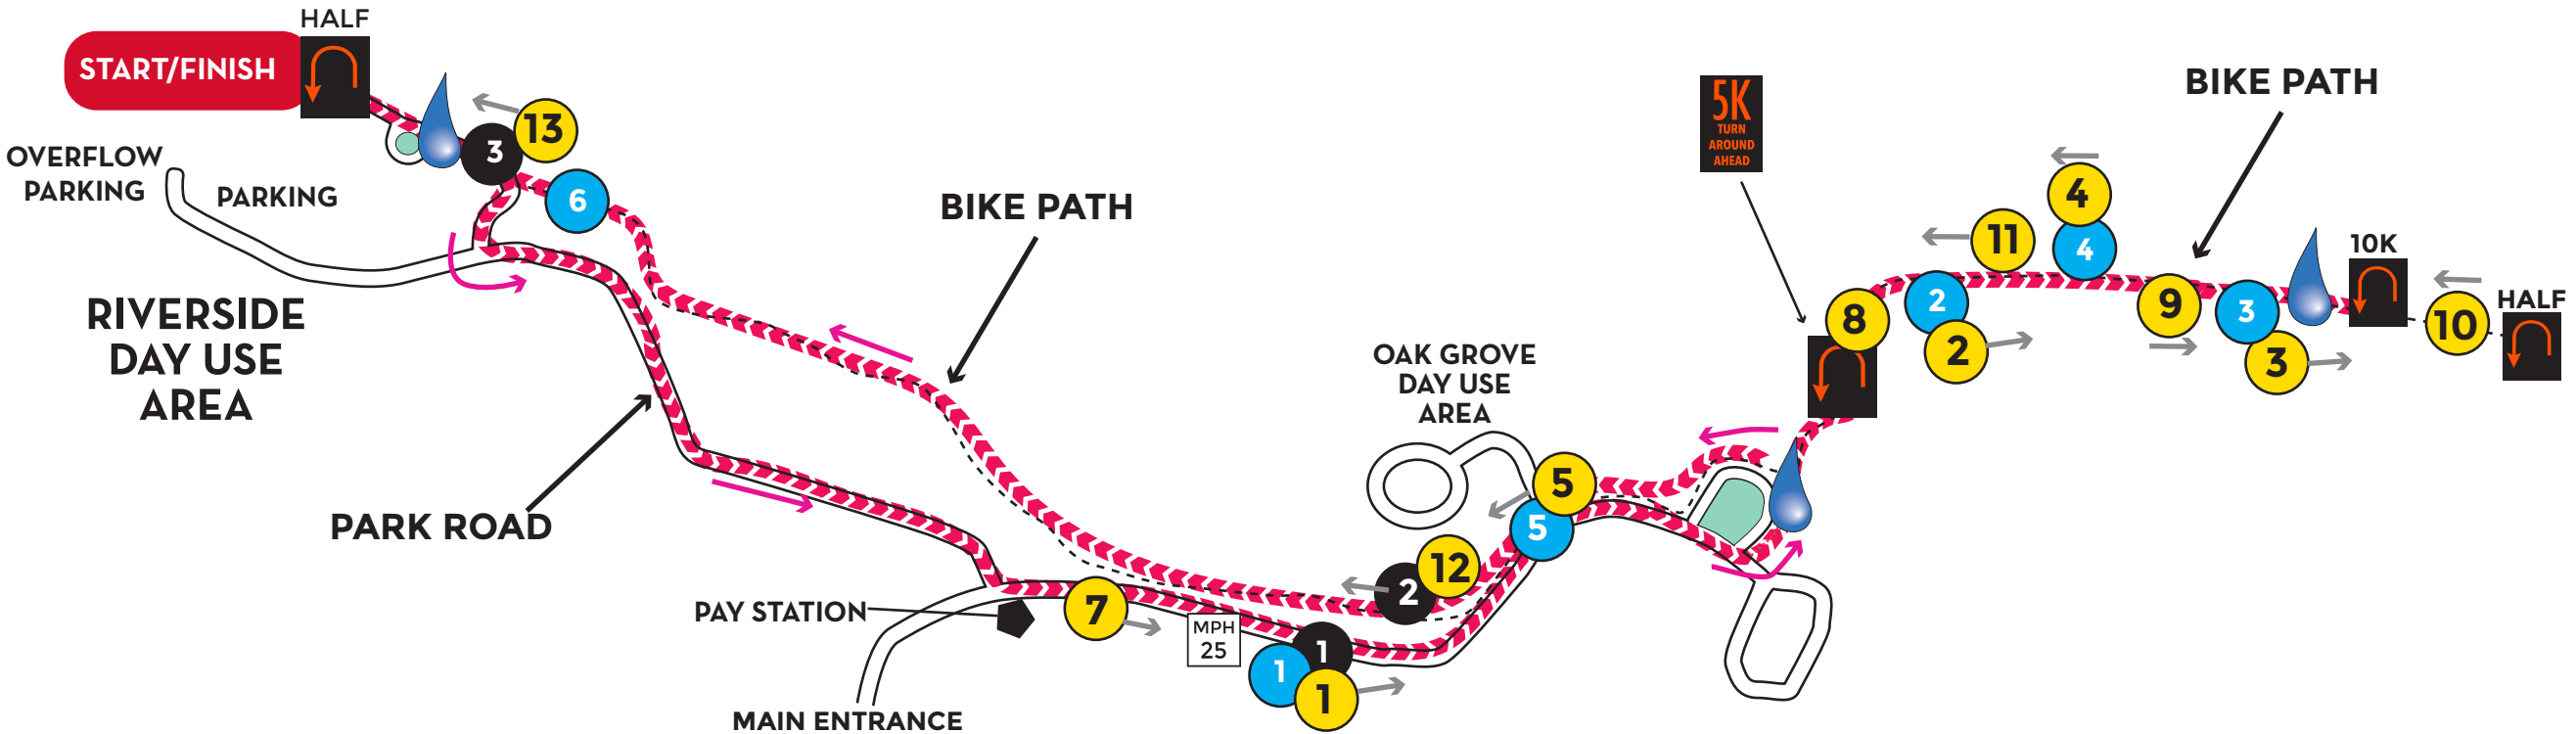 HALF
START/FINISH
OVERFLOW
PARKING
PARKING
3
13
6
RIVERSIDE
DAY USE
AREA
BIKE PATH
PARK ROAD
PAY STATION
MAIN ENTRANCE
7
MPH
25
1
1
1
2
12
OAK GROVE
DAY USE
AREA
5
5
5K
TURN
AROUND
AHEAD
8
2
2
11
4
4
BIKE PATH
9
3
3
10K
10
HALF